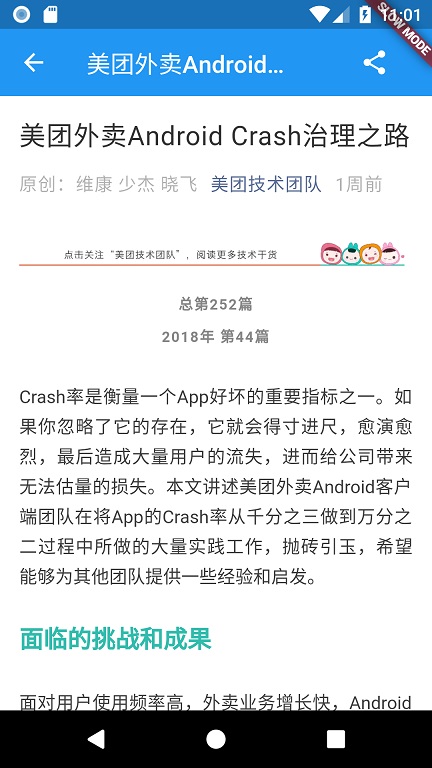 11:01
SLOW MODE
美团外卖Android...
美团外卖Android Crash治理之路
原创： 维康 少杰 晓飞 美团技术团队 1周前
点击关注“美团技术团队”，阅读更多技术干货
总第252篇
2018年 第44篇
Crash率是衡量一个App好坏的重要指标之一。如
果你忽略了它的存在，它就会得寸进尺，愈演愈
烈，最后造成大量用户的流失，进而给公司带来
无法估量的损失。本文讲述美团外卖Android客户
端团队在将App的Crash率从千分之三做到万分之
二过程中所做的大量实践工作，抛砖引玉，希望
能够为其他团队提供一些经验和启发。
面临的挑战和成果
面对用户使用频率高，外卖业务增长快，Android